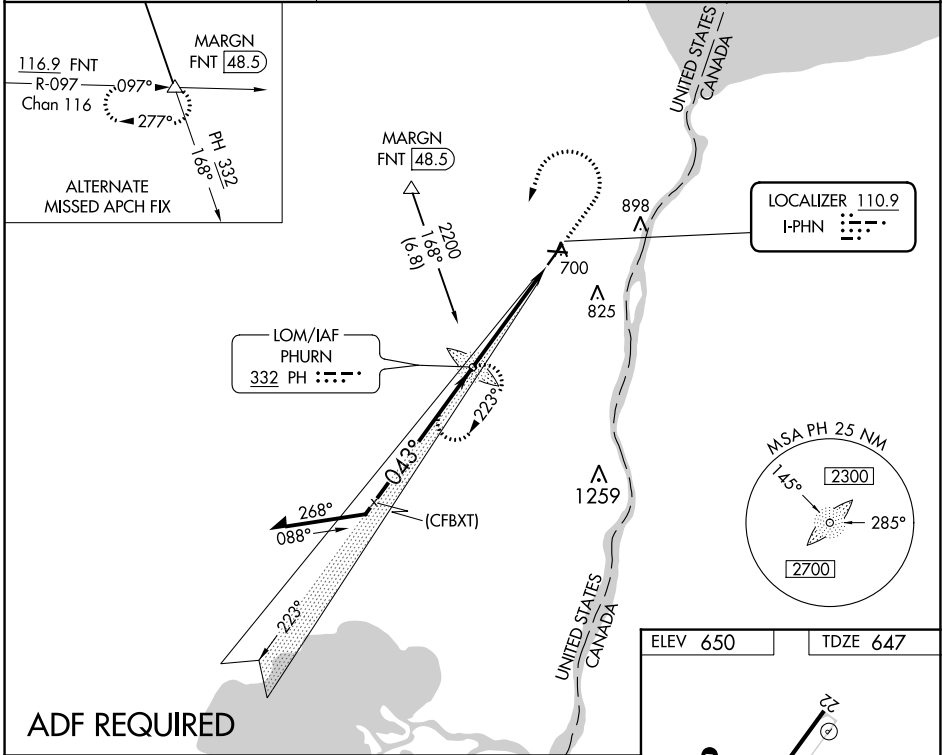 116.9 FNT
R-097
097°
Chan 116
277°
MARGN
FNT 48.5
PH 332
168°
ALTERNATE
MISSED APCH FIX
MARGN
FNT 48.5
2200
168°
(6.8)
UNITED STATES
CANADA
898
LOCALIZER 110.9
I-PHN
700
825
LOM/IAF
PHURN
332 PH
223°
043°
1259
MSA PH 25 NM
145°
2300
285°
2700
268°
088°
(CFBXT)
223°
UNITED STATES
CANADA
ELEV 650
TDZE 647
22
P
ADF REQUIRED